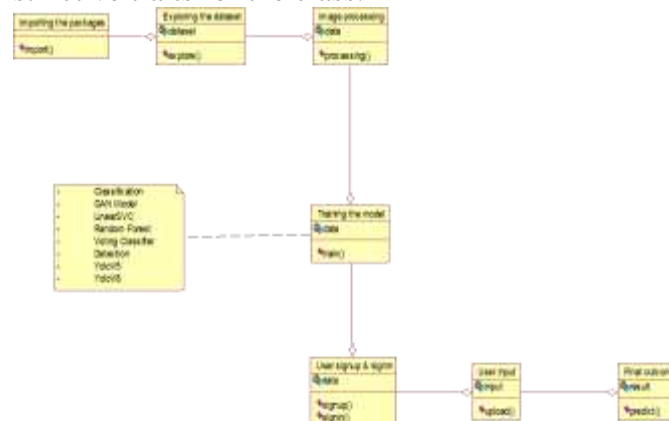 Importing the packages
import()
Exploring the dataset
dataset
explore()
Image processing
data
processing()
Classification
GAN Model
LinearSVC
Random Forest
Voting Classifier
Detection
YoloV5
Training the model
data
train()
User signup & signin
data
signup()
signin()
User input
input
upload()
Final
result
predict()